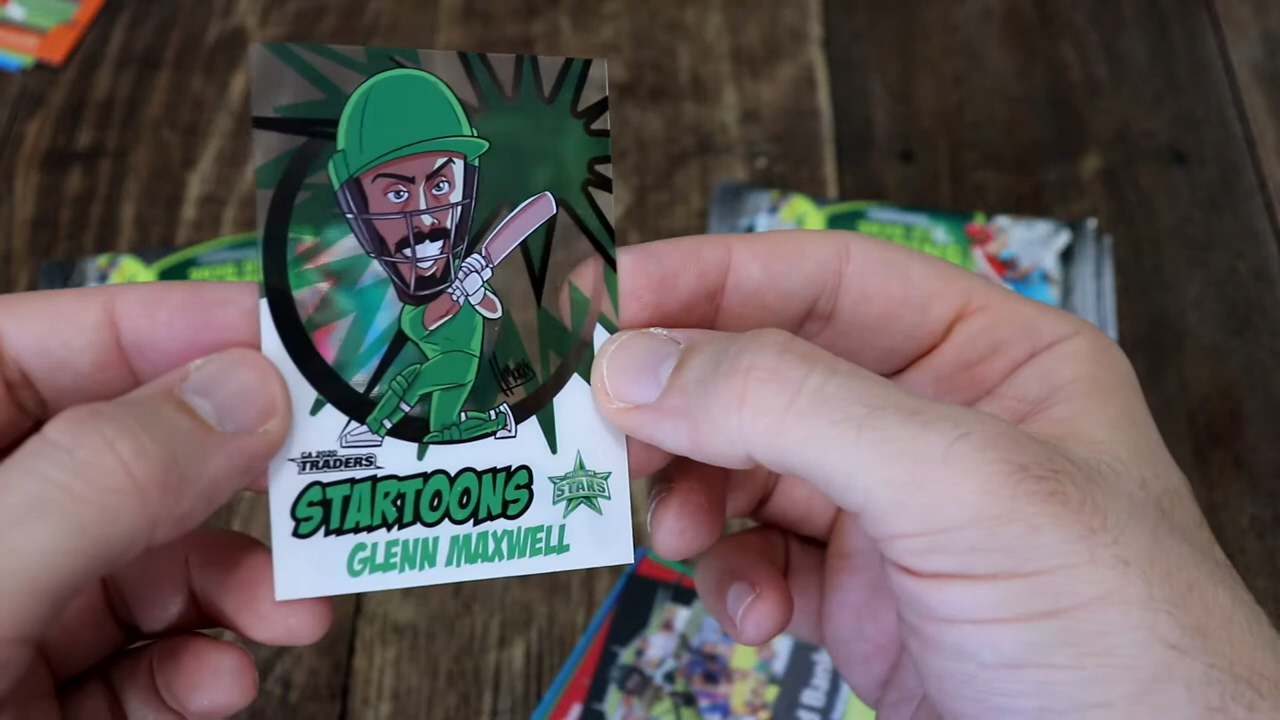 CA 2020
TRADERS
STARTOONS
STARS
GLENN MAXWELL